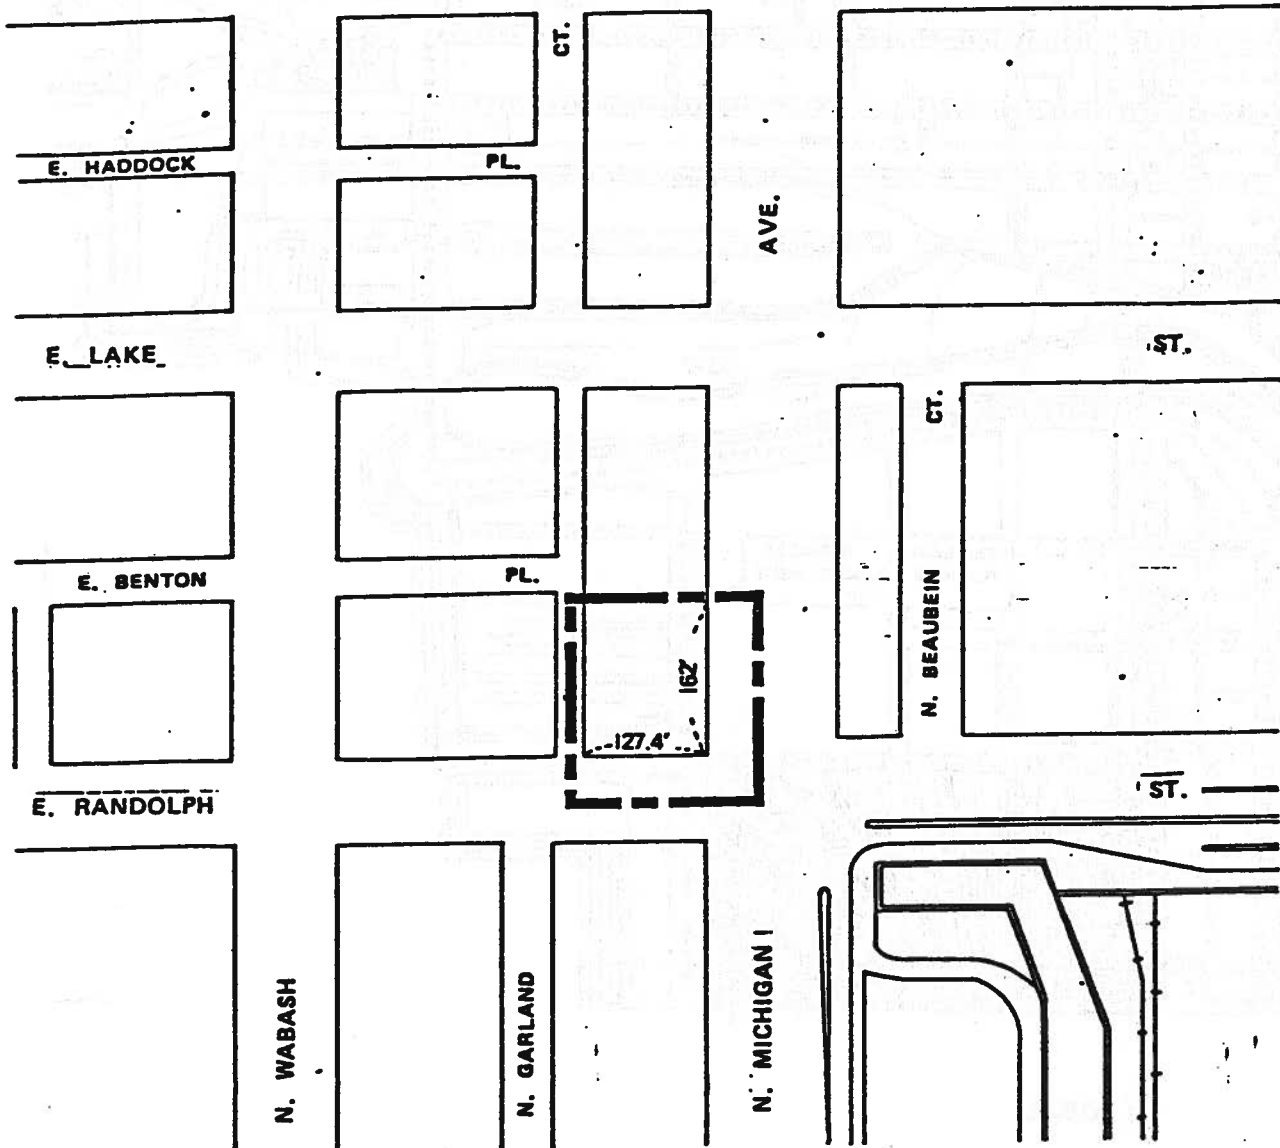 CT.
E. HADDOCK
PL.
AVE.
E. LAKE
ST.
CT.
E. BENTON
PL.
N. BEAUBEIN
162'
127.4'
E. RANDOLPH
ST.
N. WABASH
N. GARLAND
N. MICHIGAN